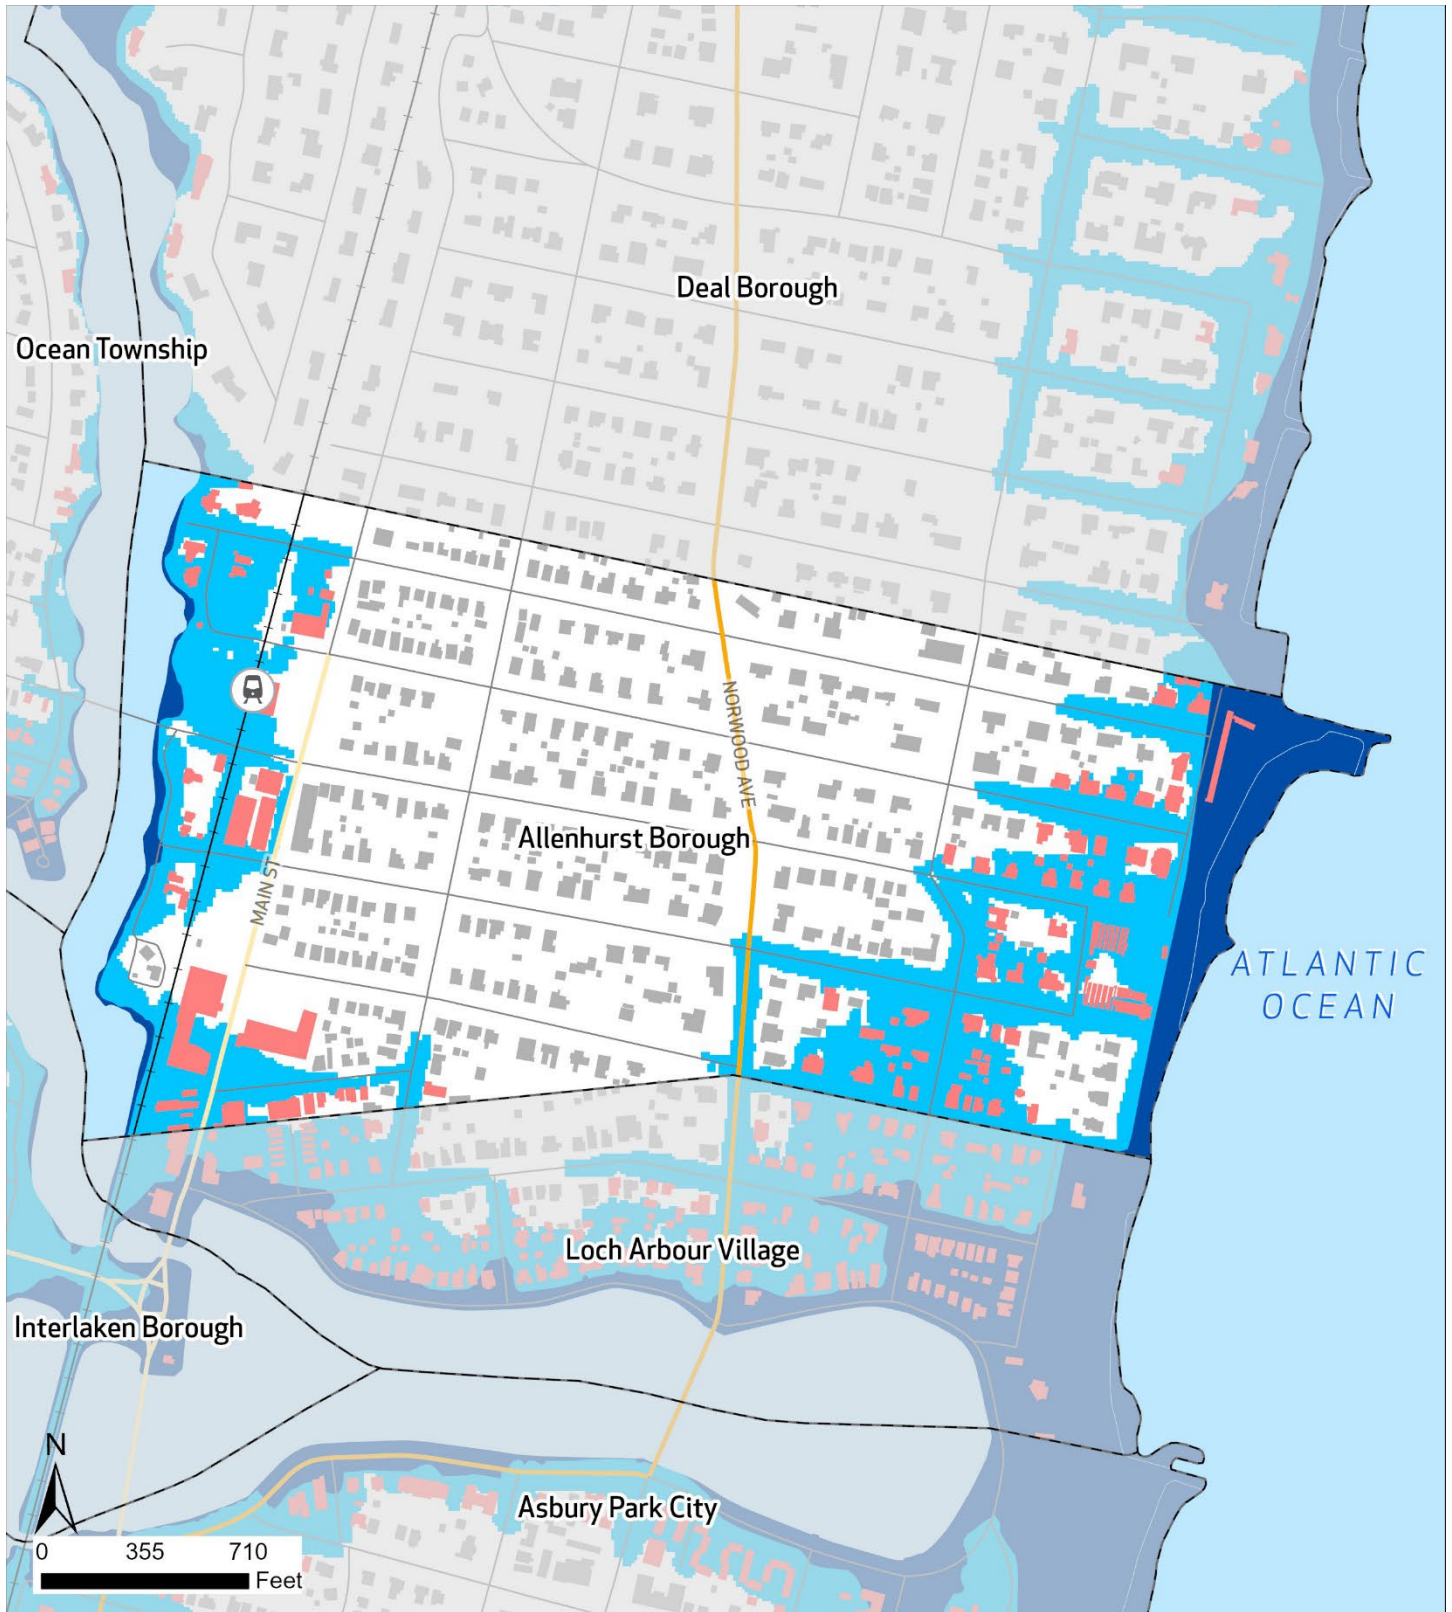 Deal Borough
Ocean Township
NORWOOD AVE
Allenhurst Borough
MAIN ST
ATLANTIC
OCEAN
Loch Arbour Village
Interlaken Borough
N
Asbury Park City
0 355 710
Feet